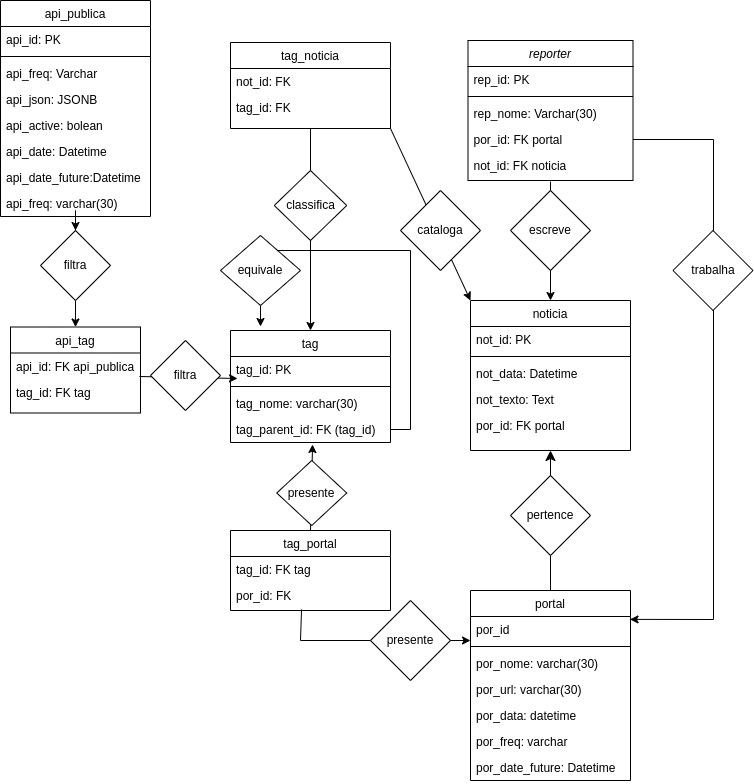 api_publica
api_id: PK
api_freq: Varchar
api_json: JSONB
api_active: bolean
api_date: Datetime
api_date_future:Datetime
api_freq: varchar(30)
filtra
api_tag
api_id: FK api_publica
tag_id: FK tag
filtra
tag_noticia
not_id: FK
tag_id: FK
classifica
cataloga
equivale
tag
tag_id: PK
tag_nome: varchar(30)
tag_parent_id: FK (tag_id)
presente
tag_portal
tag_id: FK tag
por_id: FK
presente
reporter
rep_id: PK
rep_nome: Varchar(30)
por_id: FK portal
not_id: FK noticia
escreve
trabalha
noticia
not_id: PK
not_data: Datetime
not_texto: Text
por_id: FK portal
pertence
portal
por_id
por_nome: varchar(30)
por_url: varchar(30)
por_data: datetime
por_freq: varchar
por_date_future: Datetime